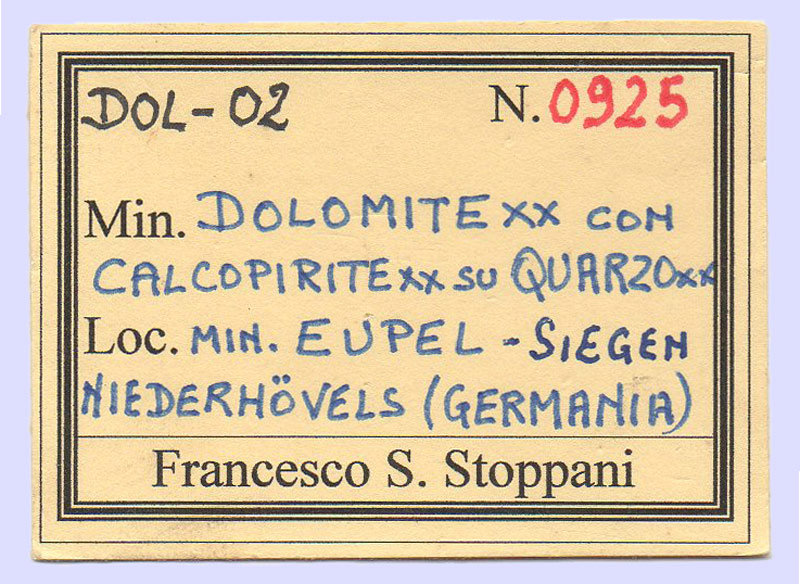 DOL-02 N. 0925
Min. DOLOMITE xx CON
CALCOPIRITE xx SU QUARZO xx
Loc. MIN. EUPEL - SIEGEN
NIEDERHÖVELS (GERMANIA)
Francesco S. Stoppani